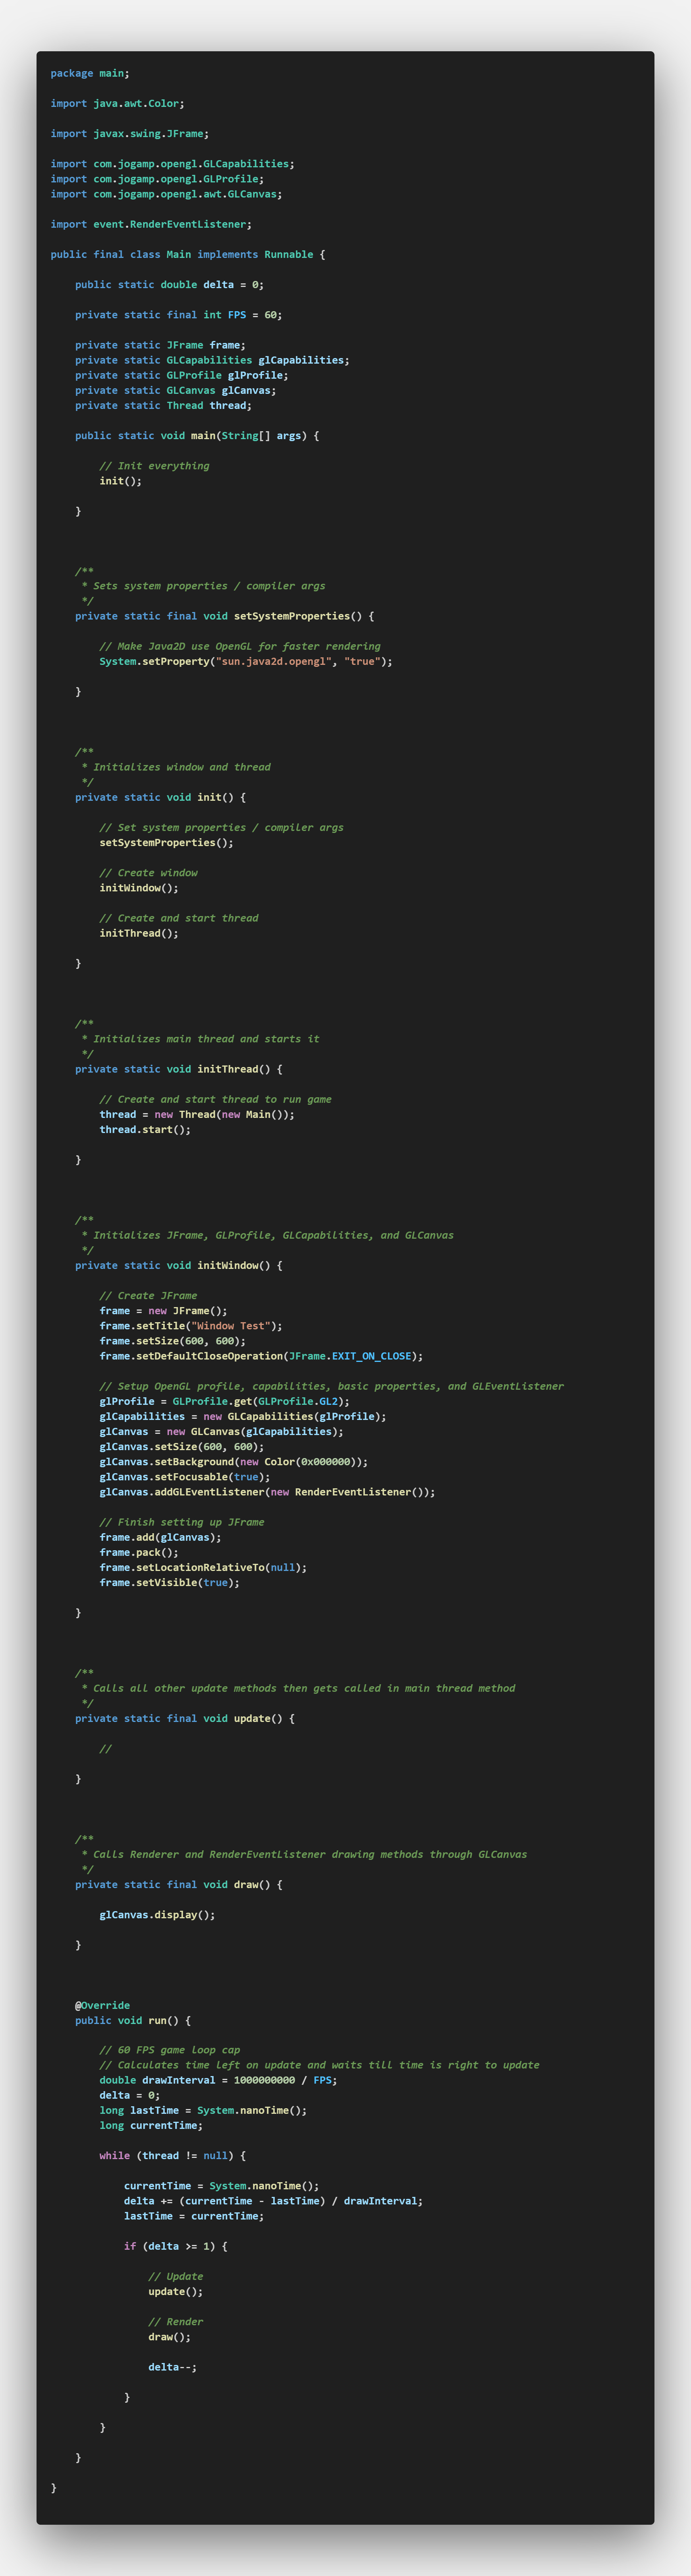 package main;
import java.awt.Color;
import javax.swing.JFrame;
import com.jogamp.opengl.GLCapabilities;
import com.jogamp.opengl.GLProfile;
import com.jogamp.opengl.awt.GLCanvas;
import event.RenderEventListener;
public final class Main implements Runnable {
    public static double delta = 0;
    private static final int FPS = 60;
    private static JFrame frame;
    private static GLCapabilities glCapabilities;
    private static GLProfile glProfile;
    private static GLCanvas glCanvas;
    private static Thread thread;
    public static void main(String[] args) {
        // Init everything
        init();
    }
    /**
     * Sets system properties / compiler args
     */
    private static final void setSystemProperties() {
        // Make Java2D use OpenGL for faster rendering
        System.setProperty("sun.java2d.opengl", "true");
    }
    /**
     * Initializes window and thread
     */
    private static void init() {
        // Set system properties / compiler args
        setSystemProperties();
        // Create window
        initWindow();
        // Create and start thread
        initThread();
    }
    /**
     * Initializes main thread and starts it
     */
    private static void initThread() {
        // Create and start thread to run game
        thread = new Thread(new Main());
        thread.start();
    }
    /**
     * Initializes JFrame, GLProfile, GLCapabilities, and GLCanvas
     */
    private static void initWindow() {
        // Create JFrame
        frame = new JFrame();
        frame.setTitle("Window Test");
        frame.setSize(600, 600);
        frame.setDefaultCloseOperation(JFrame.EXIT_ON_CLOSE);
        // Setup OpenGL profile, capabilities, basic properties, and GLEventListener
        glProfile = GLProfile.get(GLProfile.GL2);
        glCapabilities = new GLCapabilities(glProfile);
        glCanvas = new GLCanvas(glCapabilities);
        glCanvas.setSize(600, 600);
        glCanvas.setBackground(new Color(0x000000));
        glCanvas.setFocusable(true);
        glCanvas.addGLEventListener(new RenderEventListener());
        // Finish setting up JFrame
        frame.add(glCanvas);
        frame.pack();
        frame.setLocationRelativeTo(null);
        frame.setVisible(true);
    }
    /**
     * Calls all other update methods then gets called in main thread method
     */
    private static final void update() {
        //
    }
    /**
     * Calls Renderer and RenderEventListener drawing methods through GLCanvas
     */
    private static final void draw() {
        glCanvas.display();
    }
    @Override
    public void run() {
        // 60 FPS game loop cap
        // Calculates time left on update and waits till time is right to update
        double drawInterval = 1000000000 / FPS;
        delta = 0;
        long lastTime = System.nanoTime();
        long currentTime;
        while (thread != null) {
            currentTime = System.nanoTime();
            delta += (currentTime - lastTime) / drawInterval;
            lastTime = currentTime;
            if (delta >= 1) {
                // Update
                update();
                // Render
                draw();
                delta--;
            }
        }
    }
}